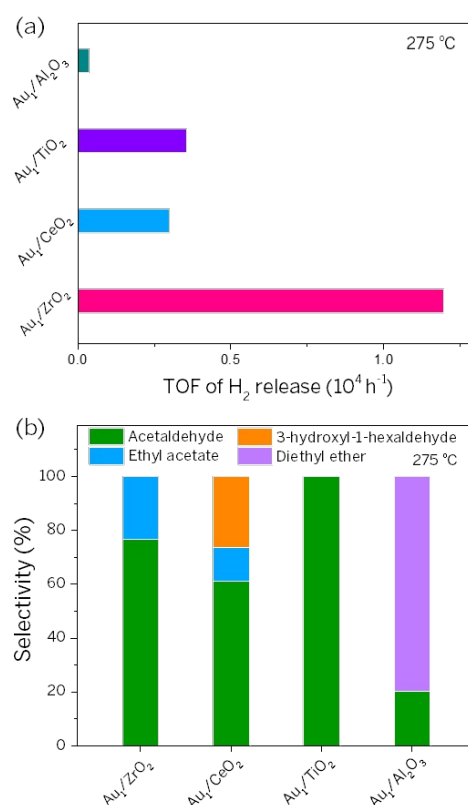 (a)
275 °C
Au₁/Al₂O₃
Au₁/TiO₂
Au₁/CeO₂
Au₁/ZrO₂
0.0 0.5 1.0
TOF of H₂ release (10⁴ h⁻¹)
(b)
Acetaldehyde 3-hydroxyl-1-hexaldehyde
Ethyl acetate Diethyl ether
275 °C
100
80
60
40
20
0
Selectivity (%)
Au₁/ZrO₂ Au₁/CeO₂ Au₁/TiO₂ Au₁/Al₂O₃